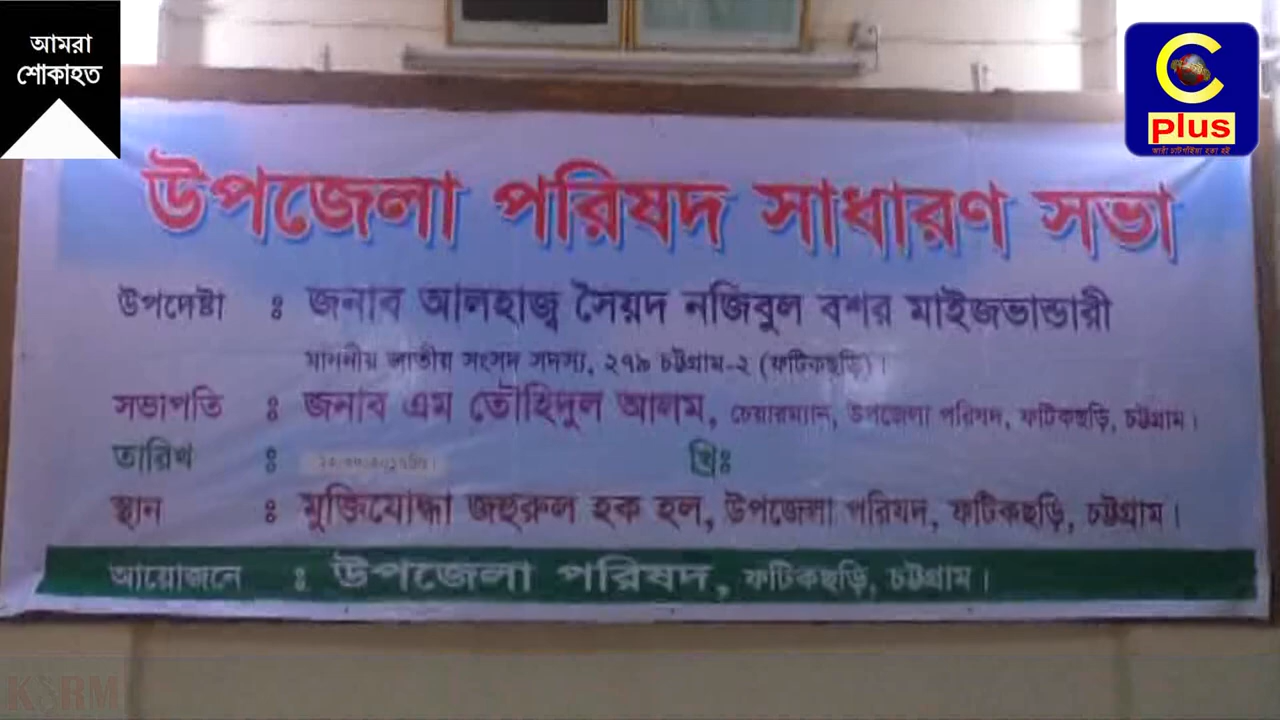 আমরা
শোকাহত
C
plus
উপজেলা পরিষদ সাধারণ সভা
উপদেষ্টা ঃ জনাব আলহাজ্ব সৈয়দ নজিবুল বশর মাইজভান্ডারী
মাননীয় জাতীয় সংসদ সদস্য, ২৭৯ চট্টগ্রাম-২ (ফটিকছড়ি)।
সভাপতি ঃ জনাব এম তৌহিদুল আলম, চেয়ারম্যান, উপজেলা পরিষদ, ফটিকছড়ি, চট্টগ্রাম।
তারিখ ঃ খ্রিঃ
স্থান ঃ মুক্তিযোদ্ধা জহুরুল হক হল, উপজেলা পরিষদ, ফটিকছড়ি, চট্টগ্রাম।
আয়োজনে ঃ উপজেলা পরিষদ, ফটিকছড়ি, চট্টগ্রাম।
KSRM